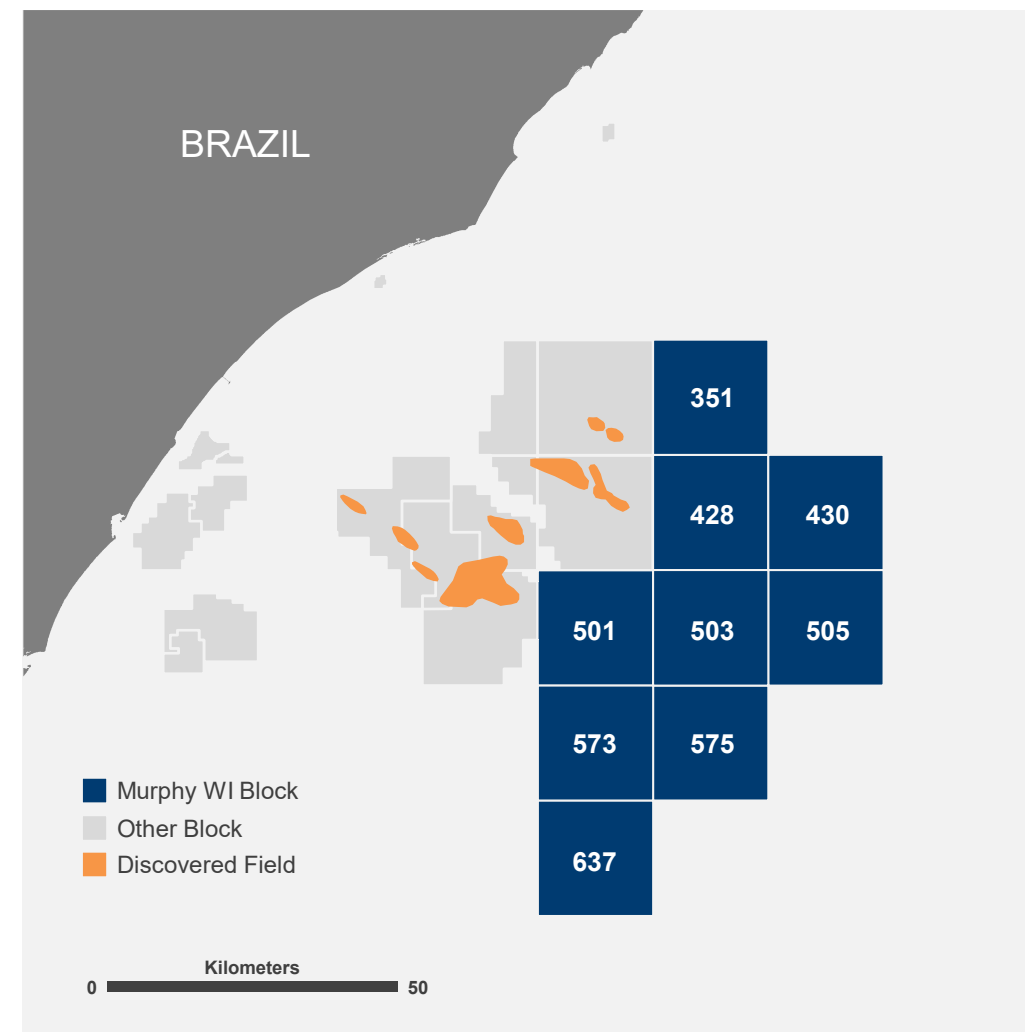 BRAZIL
351
428 430
501 503 505
573 575
637
Murphy WI Block
Other Block
Discovered Field
Kilometers
0 50